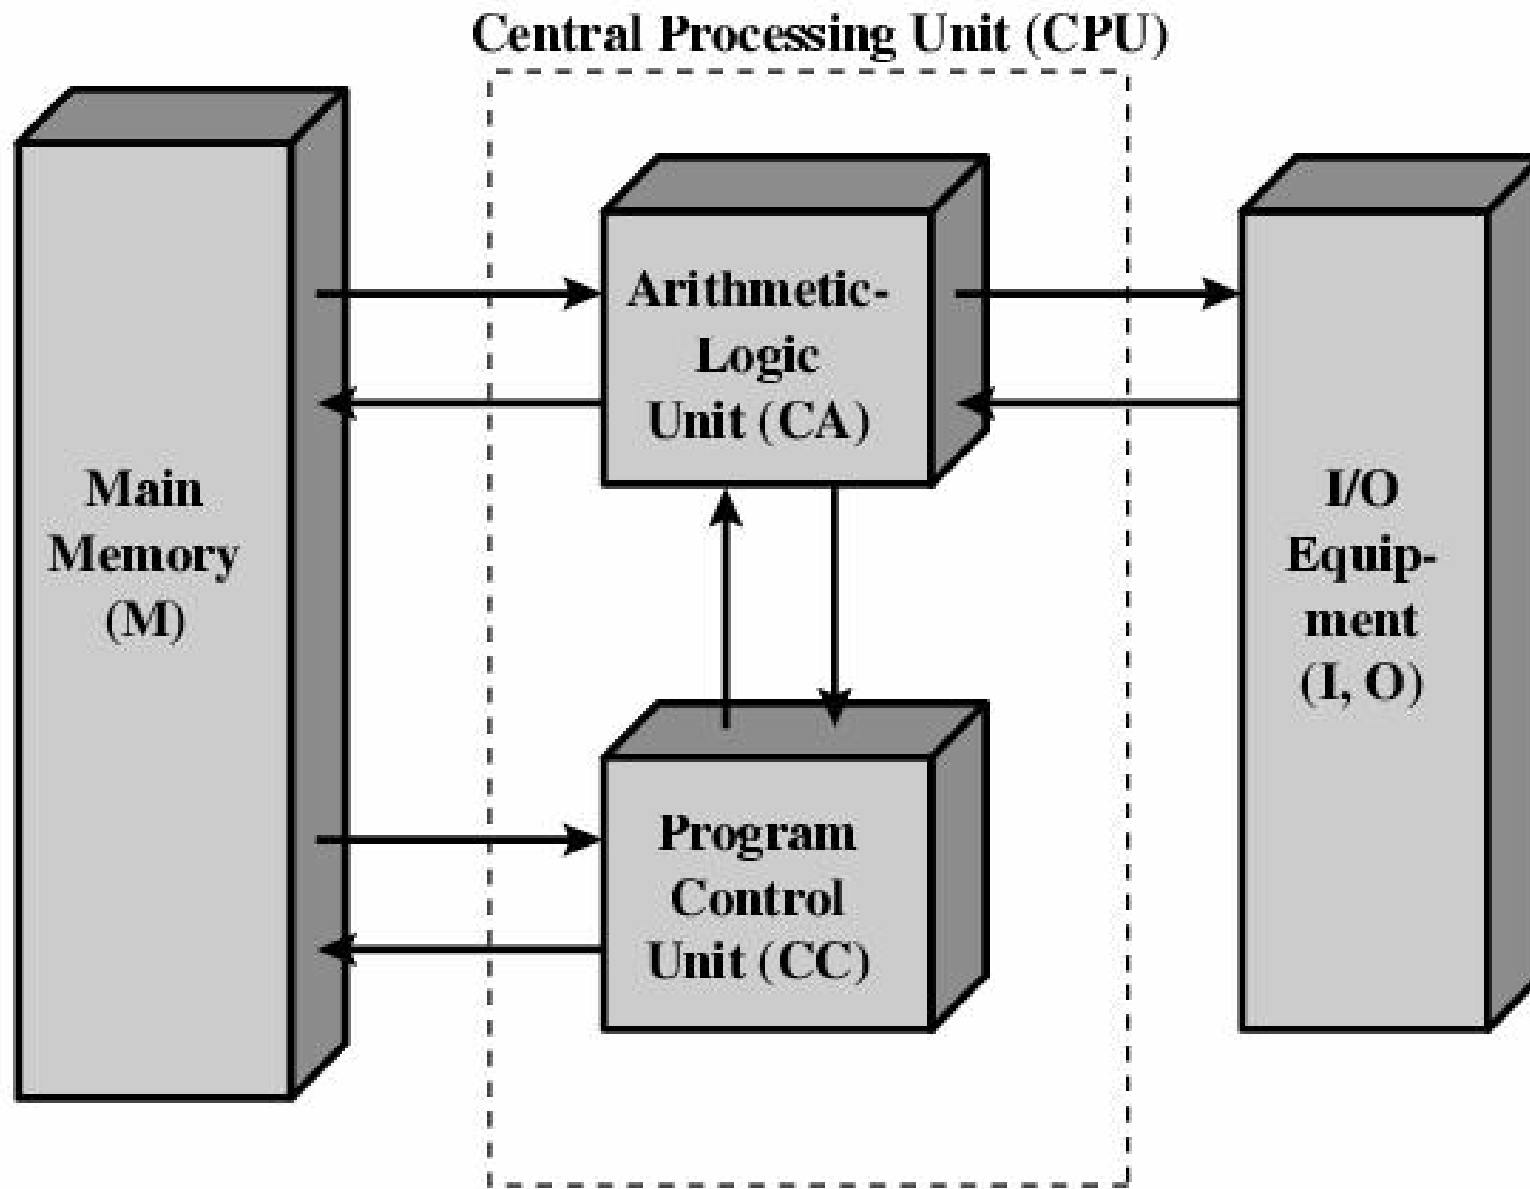 Central Processing Unit (CPU)
Main
Memory
(M)
Arithmetic-
Logic
Unit (CA)
Program
Control
Unit (CC)
I/O
Equip-
ment
(I, O)